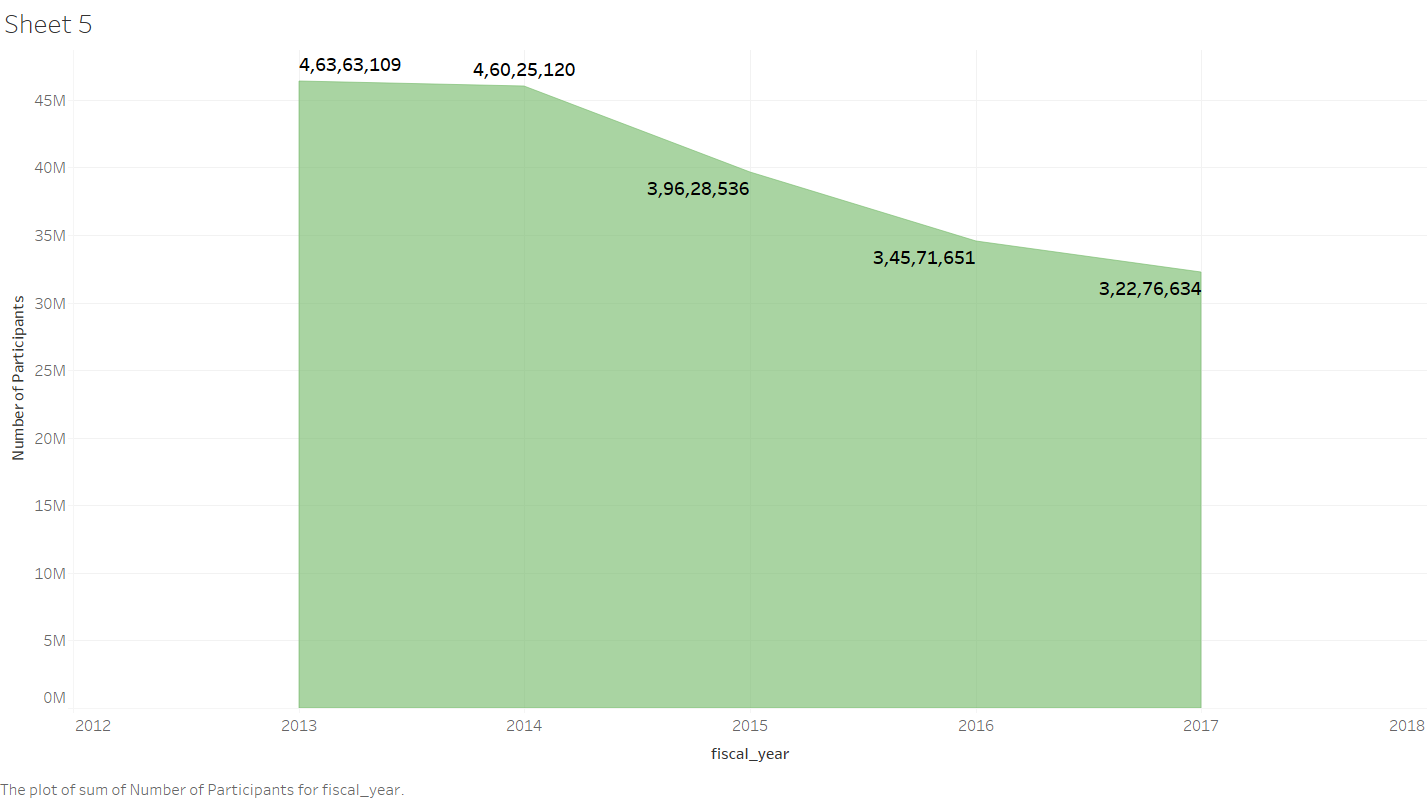 Sheet 5
4,63,63,109
4,60,25,120
3,96,28,536
3,45,71,651
3,22,76,634
45M
40M
35M
30M
25M
20M
15M
10M
5M
0M
Number of Participants
2012 2013 2014 2015 2016 2017 2018
fiscal_year
The plot of sum of Number of Participants for fiscal_year.